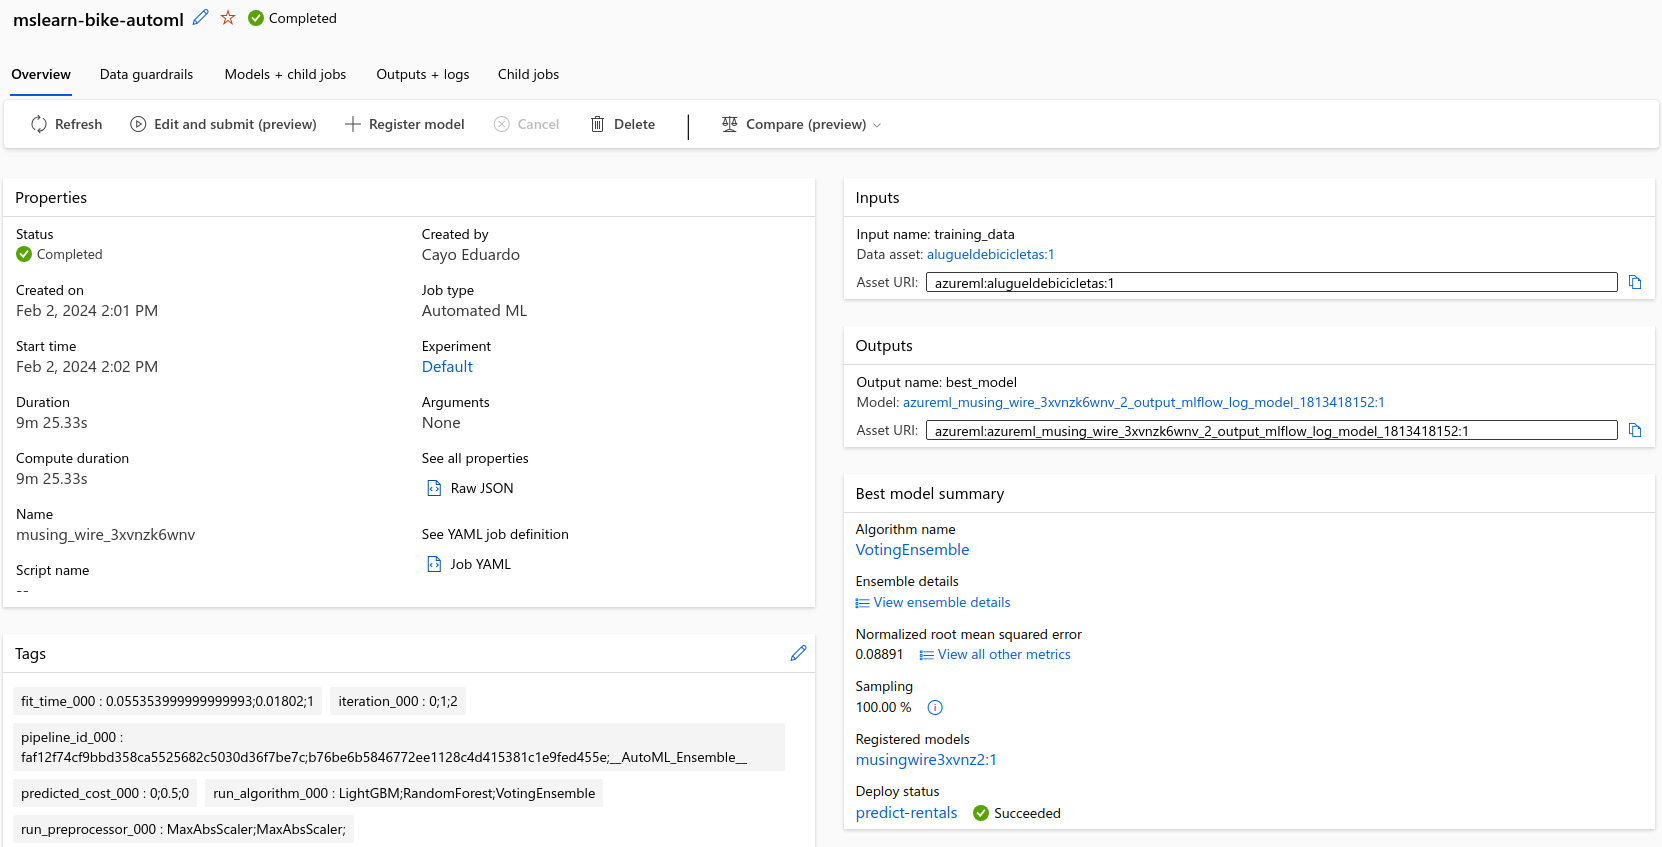 mslearn-bike-automl Completed
Overview Data guardrails Models + child jobs Outputs + logs Child jobs
Refresh Edit and submit (preview) Register model Cancel Delete Compare (preview)
Properties
Status
Completed
Created on
Feb 2, 2024 2:01 PM
Start time
Feb 2, 2024 2:02 PM
Duration
9m 25.33s
Compute duration
9m 25.33s
Name
musing_wire_3xvnzk6wnv
Script name
--
Created by
Cayo Eduardo
Job type
Automated ML
Experiment
Default
Arguments
None
See all properties
Raw JSON
See YAML job definition
Job YAML
Tags
fit_time_000 : 0.055353999999999993;0.01802;1 iteration_000 : 0;1;2
pipeline_id_000 :
faf12f74cf9bbd358ca5525682c5030d36f7be7c;b76be6b5846772ee1128c4d415381c1e9fed455e;__AutoML_Ensemble__
predicted_cost_000 : 0;0.5;0 run_algorithm_000 : LightGBM;RandomForest;VotingEnsemble
run_preprocessor_000 : MaxAbsScaler;MaxAbsScaler;
Inputs
Input name: training_data
Data asset: alugueldebicicletas:1
Asset URI: azureml:alugueldebicicletas:1
Outputs
Output name: best_model
Model: azureml_musing_wire_3xvnzk6wnv_2_output_mlflow_log_model_1813418152:1
Asset URI: azureml:azureml_musing_wire_3xvnzk6wnv_2_output_mlflow_log_model_1813418152:1
Best model summary
Algorithm name
VotingEnsemble
Ensemble details
View ensemble details
Normalized root mean squared error
0.08891 View all other metrics
Sampling
100.00 %
Registered models
musingwire3xvnz2:1
Deploy status
predict-rentals Succeeded